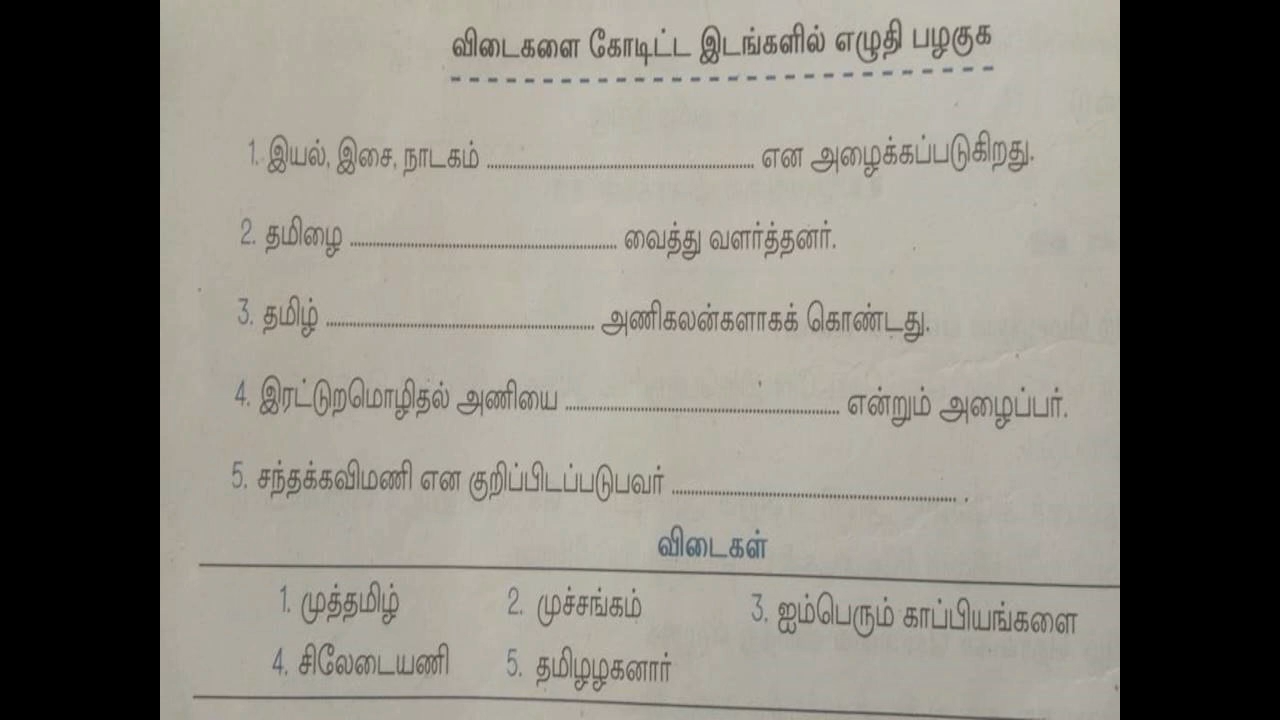 விடைகளை கோடிட்ட இடங்களில் எழுதி பழகுக
1. இயல், இசை, நாடகம் ........................ என அழைக்கப்படுகிறது.
2. தமிழை ........................ வைத்து வளர்த்தனர்.
3. தமிழ் ........................ அணிகலன்களாகக் கொண்டது.
4. இரட்டுறமொழிதல் அணியை ........................ என்றும் அழைப்பர்.
5. சந்தக்கவிமணி என குறிப்பிடப்படுபவர் ........................ .
விடைகள்
1. முத்தமிழ் 2. முச்சங்கம் 3. ஐம்பெரும் காப்பியங்களை
4. சிலேடையணி 5. தமிழழகனார்